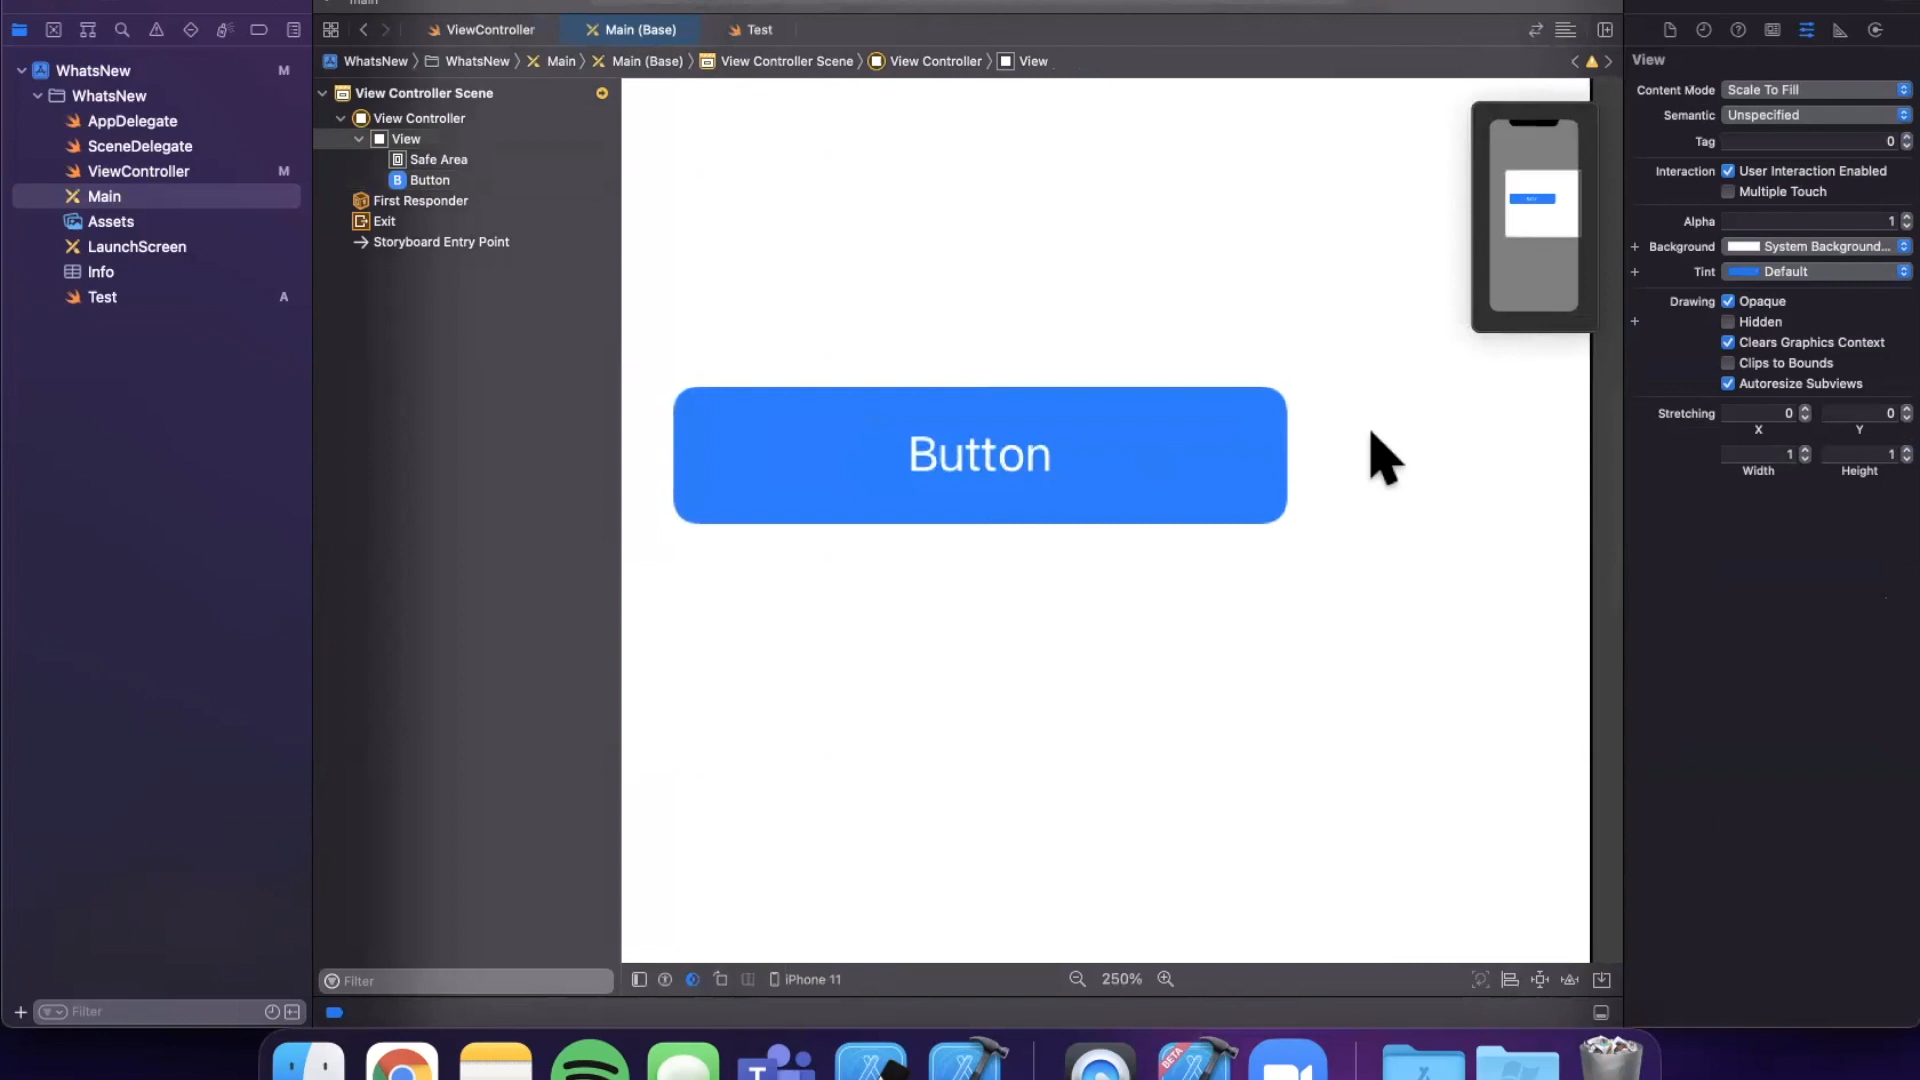 main
ViewController
Main (Base)
Test
WhatsNew
WhatsNew
Main
Main (Base)
View Controller Scene
View Controller
View
WhatsNew M
WhatsNew
AppDelegate
SceneDelegate
ViewController M
Main
Assets
LaunchScreen
Info
Test A
Filter
View Controller Scene
View Controller
View
Safe Area
B Button
First Responder
Exit
Storyboard Entry Point
Filter
Button
iPhone 11
250%
View
Content Mode Scale To Fill
Semantic Unspecified
Tag 0
Interaction User Interaction Enabled
Multiple Touch
Alpha 1
Background System Background...
Tint Default
Drawing Opaque
Hidden
Clears Graphics Context
Clips to Bounds
Autoresize Subviews
Stretching 0 0
X Y
1 1
Width Height
T
BETA